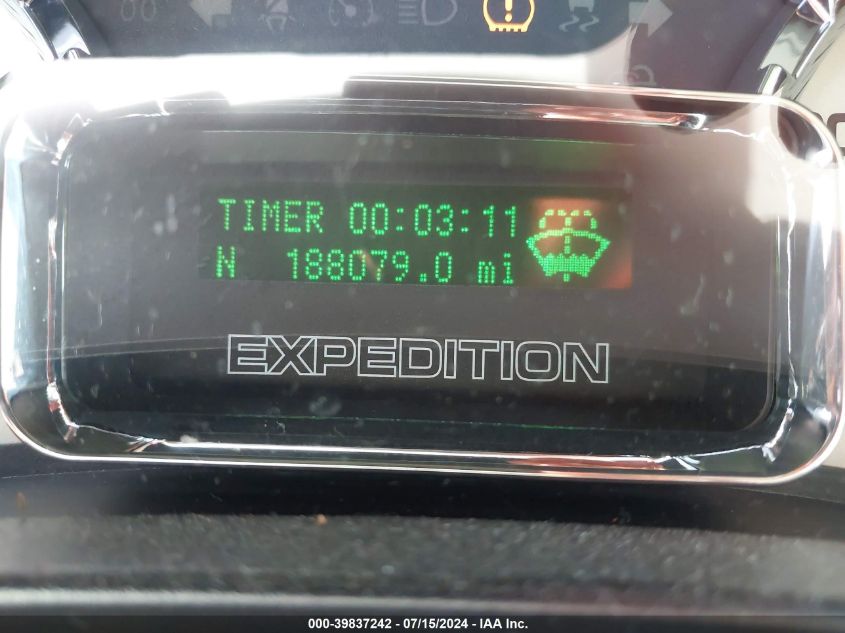 TIMER 00:03:11
N 188079.0 mi
EXPEDITION
000-39837242 - 07/15/2024 - IAA Inc.